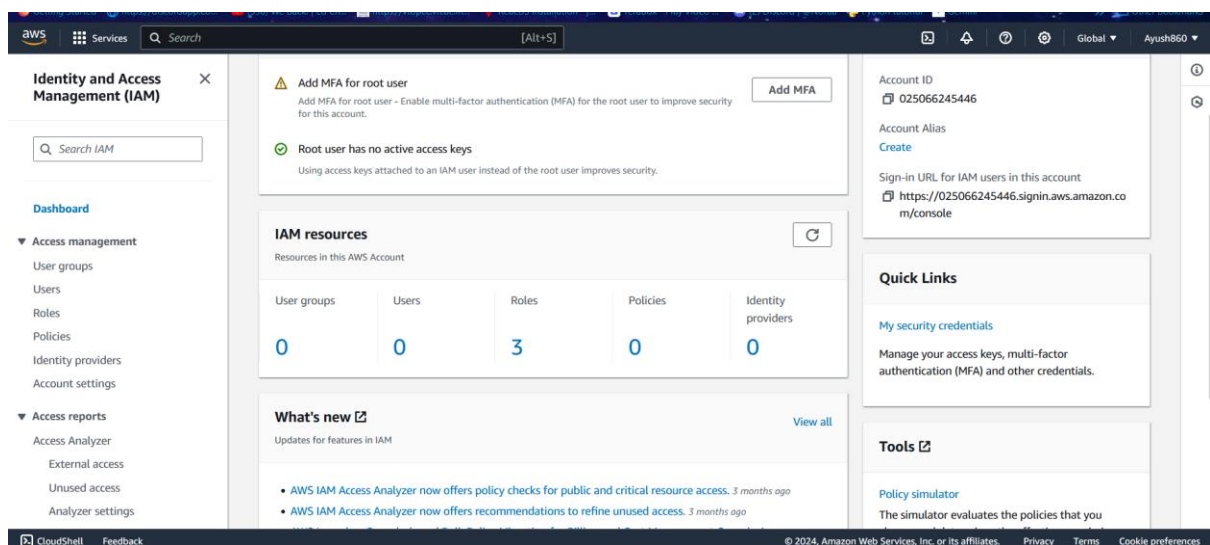 aws
Services
Search
[Alt+S]
Global
Ayush860
Identity and Access
Management (IAM)
Search IAM
Dashboard
Access management
User groups
Users
Roles
Policies
Identity providers
Account settings
Access reports
Access Analyzer
External access
Unused access
Analyzer settings
Add MFA for root user
Add MFA for root user - Enable multi-factor authentication (MFA) for the root user to improve security
for this account.
Add MFA
Root user has no active access keys
Using access keys attached to an IAM user instead of the root user improves security.
IAM resources
Resources in this AWS Account
User groups
Users
Roles
Policies
Identity
providers
0
0
3
0
0
What's new
View all
Updates for features in IAM
• AWS IAM Access Analyzer now offers policy checks for public and critical resource access. 3 months ago
• AWS IAM Access Analyzer now offers recommendations to refine unused access. 3 months ago
Account ID
025066245446
Account Alias
Create
Sign-in URL for IAM users in this account
https://025066245446.signin.aws.amazon.co
m/console
Quick Links
My security credentials
Manage your access keys, multi-factor
authentication (MFA) and other credentials.
Tools
Policy simulator
The simulator evaluates the policies that you
CloudShell
Feedback
© 2024, Amazon Web Services, Inc. or its affiliates.
Privacy
Terms
Cookie preferences